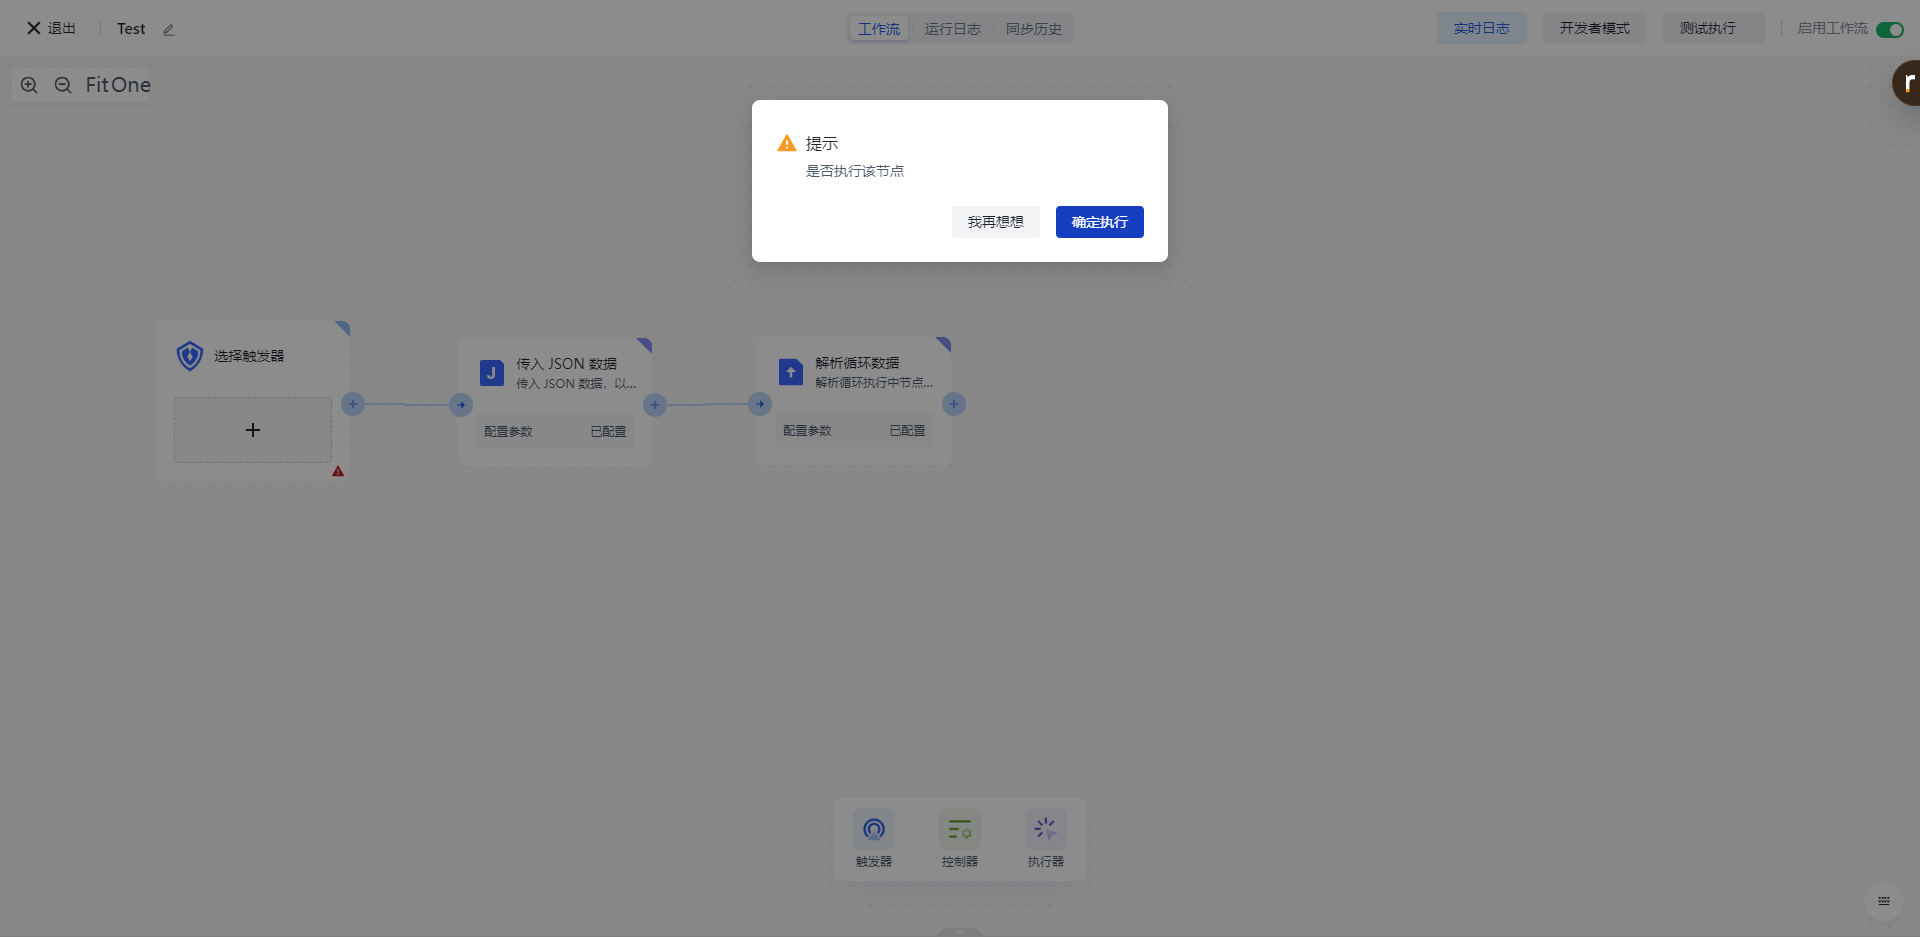 退出
Test
工作流
运行日志
同步历史
实时日志
开发者模式
测试执行
启用工作流
Fit One
r
提示
是否执行该节点
我再想想
确定执行
选择触发器
J
传入 JSON 数据
传入 JSON 数据，以...
配置参数
已配置
解析循环数据
解析循环执行中节点...
配置参数
已配置
触发器
控制器
执行器